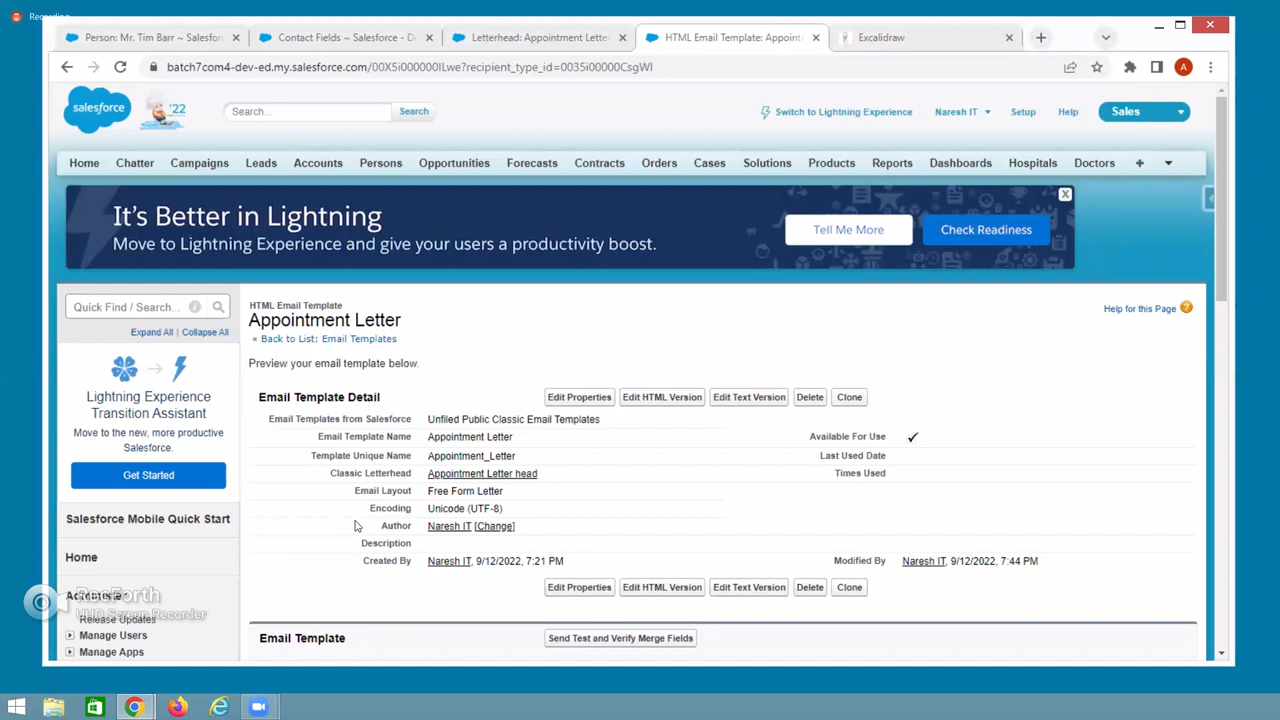 Recording
Person: Mr. Tim Barr ~ Salesfor
Contact Fields ~ Salesforce - De
Letterhead: Appointment Lette
HTML Email Template: Appoint
Excalidraw
batch7com4-dev-ed.my.salesforce.com/00X5i000000ILwe?recipient_type_id=0035i00000CsgWI
A
salesforce
'22
Search...
Search
Switch to Lightning Experience
Naresh IT
Setup
Help
Sales
Home
Chatter
Campaigns
Leads
Accounts
Persons
Opportunities
Forecasts
Contracts
Orders
Cases
Solutions
Products
Reports
Dashboards
Hospitals
Doctors
+
It's Better in Lightning
Move to Lightning Experience and give your users a productivity boost.
Tell Me More
Check Readiness
X
Quick Find / Search...
i
Expand All | Collapse All
Lightning Experience
Transition Assistant
Move to the new, more productive
Salesforce.
Get Started
Salesforce Mobile Quick Start
Home
Release Updates
Manage Users
Manage Apps
HTML Email Template
Appointment Letter
« Back to List: Email Templates
Help for this Page ?
Preview your email template below.
Email Template Detail
Edit Properties
Edit HTML Version
Edit Text Version
Delete
Clone
Email Templates from Salesforce Unfiled Public Classic Email Templates
Email Template Name Appointment Letter
Available For Use ✓
Template Unique Name Appointment_Letter
Last Used Date
Classic Letterhead Appointment Letter head
Times Used
Email Layout Free Form Letter
Encoding Unicode (UTF-8)
Author Naresh IT [Change]
Description
Created By Naresh IT, 9/12/2022, 7:21 PM
Modified By Naresh IT, 9/12/2022, 7:44 PM
Edit Properties
Edit HTML Version
Edit Text Version
Delete
Clone
Email Template
Send Test and Verify Merge Fields
RecForth
UHD Screen Recorder